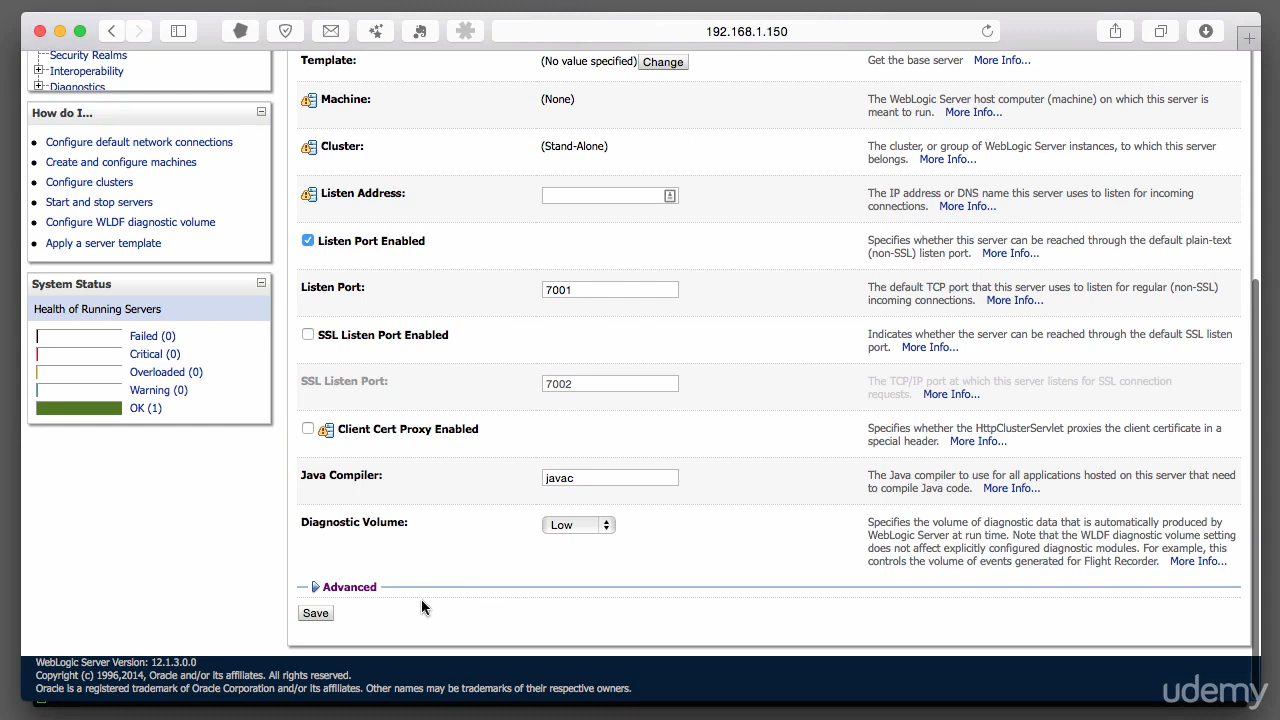 192.168.1.150
Security Realms
Interoperability
Diagnostics
How do I...
Configure default network connections
Create and configure machines
Configure clusters
Start and stop servers
Configure WLDF diagnostic volume
Apply a server template
System Status
Health of Running Servers
Failed (0)
Critical (0)
Overloaded (0)
Warning (0)
OK (1)
Template: (No value specified) Change Get the base server More Info...
Machine: (None) The WebLogic Server host computer (machine) on which this server is
meant to run. More Info...
Cluster: (Stand-Alone) The cluster, or group of WebLogic Server instances, to which this server
belongs. More Info...
Listen Address: The IP address or DNS name this server uses to listen for incoming
connections. More Info...
Listen Port Enabled Specifies whether this server can be reached through the default plain-text
(non-SSL) listen port. More Info...
Listen Port: 7001 The default TCP port that this server uses to listen for regular (non-SSL)
incoming connections. More Info...
SSL Listen Port Enabled Indicates whether the server can be reached through the default SSL listen
port. More Info...
SSL Listen Port: 7002 The TCP/IP port at which this server listens for SSL connection
requests. More Info...
Client Cert Proxy Enabled Specifies whether the HttpClusterServlet proxies the client certificate in a
special header. More Info...
Java Compiler: javac The Java compiler to use for all applications hosted on this server that need
to compile Java code. More Info...
Diagnostic Volume: Low Specifies the volume of diagnostic data that is automatically produced by
WebLogic Server at run time. Note that the WLDF diagnostic volume setting
does not affect explicitly configured diagnostic modules. For example, this
controls the volume of events generated for Flight Recorder. More Info...
Advanced
Save
WebLogic Server Version: 12.1.3.0.0
Copyright (c) 1996,2014, Oracle and/or its affiliates. All rights reserved.
Oracle is a registered trademark of Oracle Corporation and/or its affiliates. Other names may be trademarks of their respective owners.
udemy